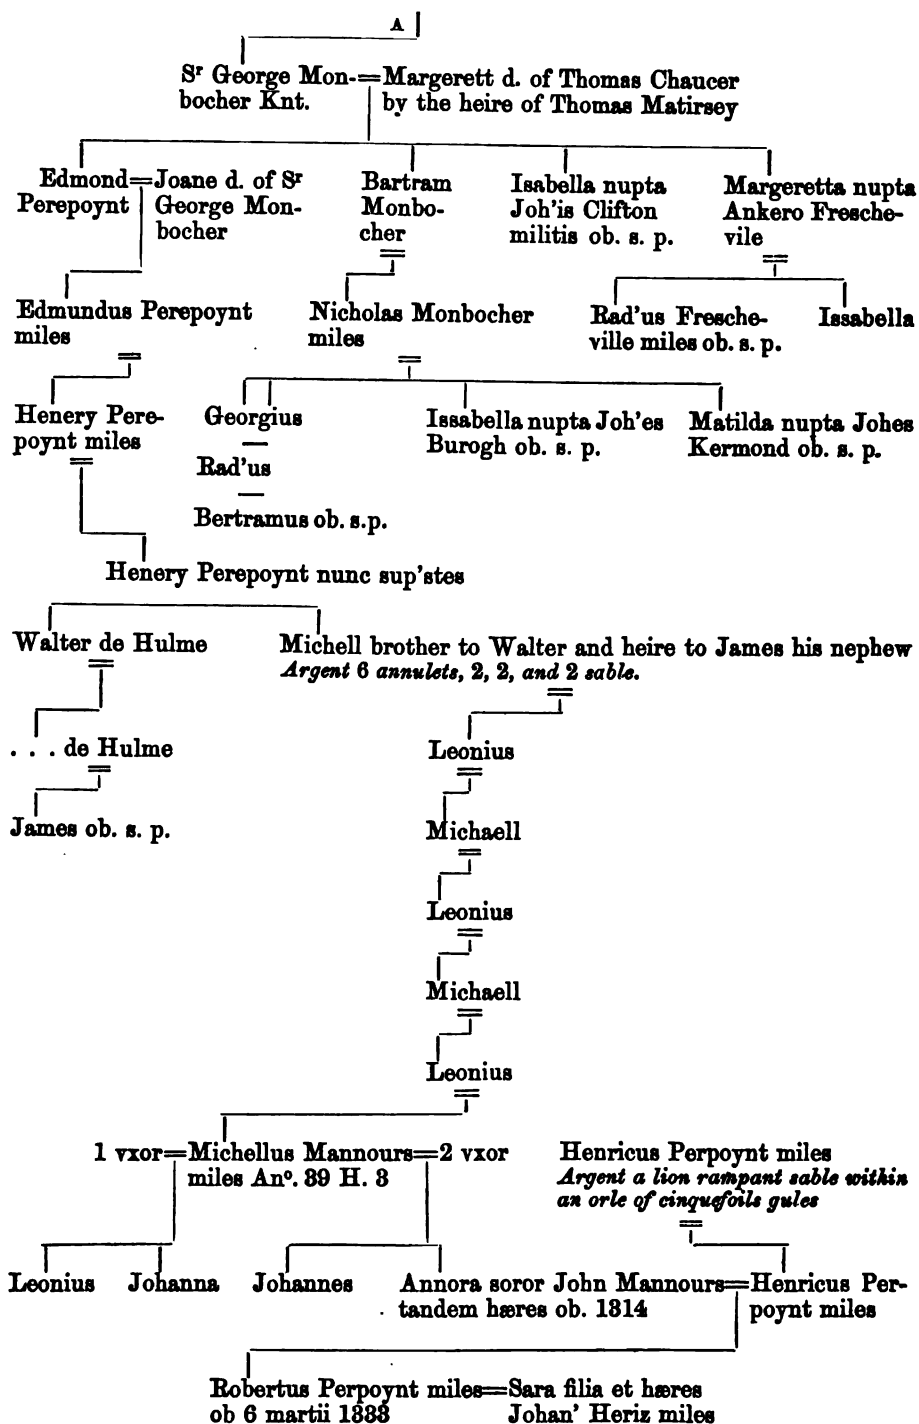 A
Sʳ George Mon-=Margerett d. of Thomas Chaucer
bocher Knt. by the heire of Thomas Matirsey
Edmond=Joane d. of Sʳ
Perepoynt George Mon-
bocher
Bartram
Monbo-
cher
Isabella nupta
Joh'is Clifton
militis ob. s. p.
Margeretta nupta
Ankero Fresche-
vile
Edmundus Perepoynt
miles
Nicholas Monbocher
miles
Rad'us Fresche-
ville miles ob. s. p.
Issabella
Henery Pere-
poynt miles
Georgius
Rad'us
Bertramus ob. s.p.
Issabella nupta Joh'es
Burogh ob. s. p.
Matilda nupta Johes
Kermond ob. s. p.
Henery Perepoynt nunc sup'stes
Walter de Hulme
Michell brother to Walter and heire to James his nephew
Argent 6 annulets, 2, 2, and 2 sable.
. . . de Hulme
James ob. s. p.
Leonius
Michaell
Leonius
Michaell
Leonius
1 vxor=Michellus Mannours=2 vxor
miles Anº. 39 H. 3
Henricus Perpoynt miles
Argent a lion rampant sable within
an orle of cinquefoils gules
Leonius
Johanna
Johannes
Annora soror John Mannours=Henricus Per-
tandem hæres ob. 1314 poynt miles
Robertus Perpoynt miles=Sara filia et hæres
ob 6 martii 1333 Johan' Heriz miles